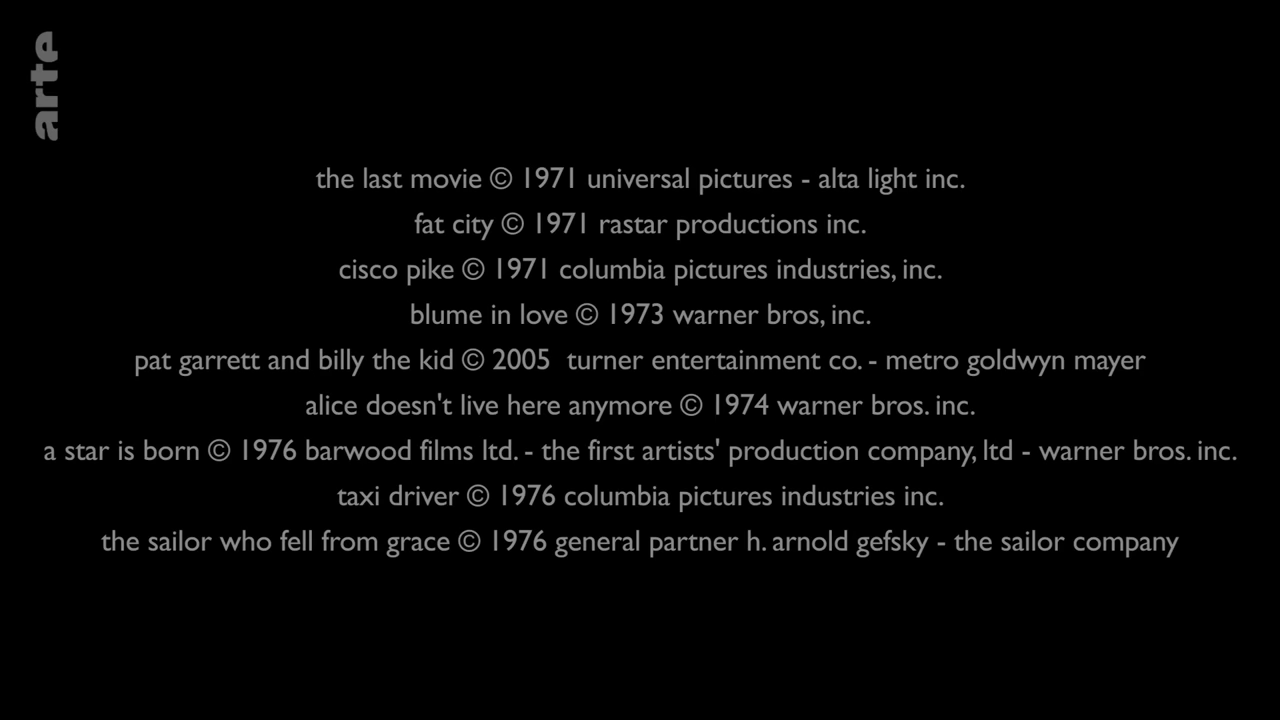 arte
the last movie © 1971 universal pictures - alta light inc.
fat city © 1971 rastar productions inc.
cisco pike © 1971 columbia pictures industries, inc.
blume in love © 1973 warner bros, inc.
pat garrett and billy the kid © 2005  turner entertainment co. - metro goldwyn mayer
alice doesn't live here anymore © 1974 warner bros. inc.
a star is born © 1976 barwood films ltd. - the first artists' production company, ltd - warner bros. inc.
taxi driver © 1976 columbia pictures industries inc.
the sailor who fell from grace © 1976 general partner h. arnold gefsky - the sailor company